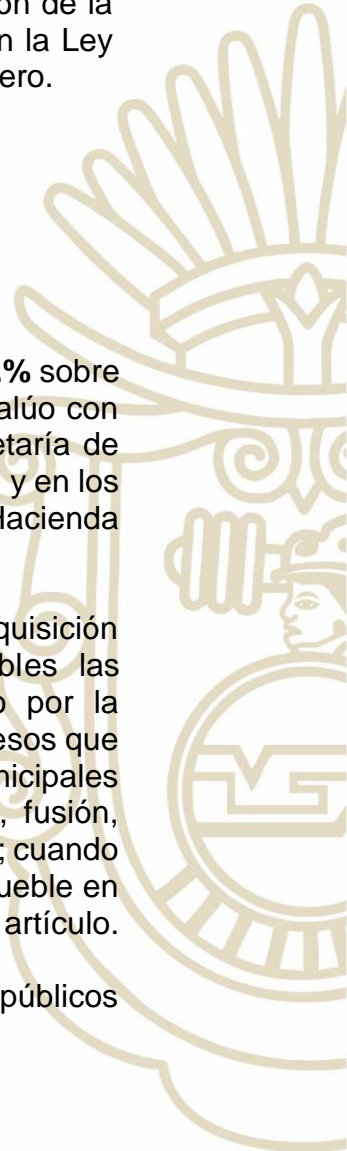 ón de la
n la Ley
ero.
% sobre
alúo con
etaría de
y en los
Hacienda
quisición
bles las
o por la
esos que
nicipales
, fusión,
; cuando
ueble en
artículo.
públicos